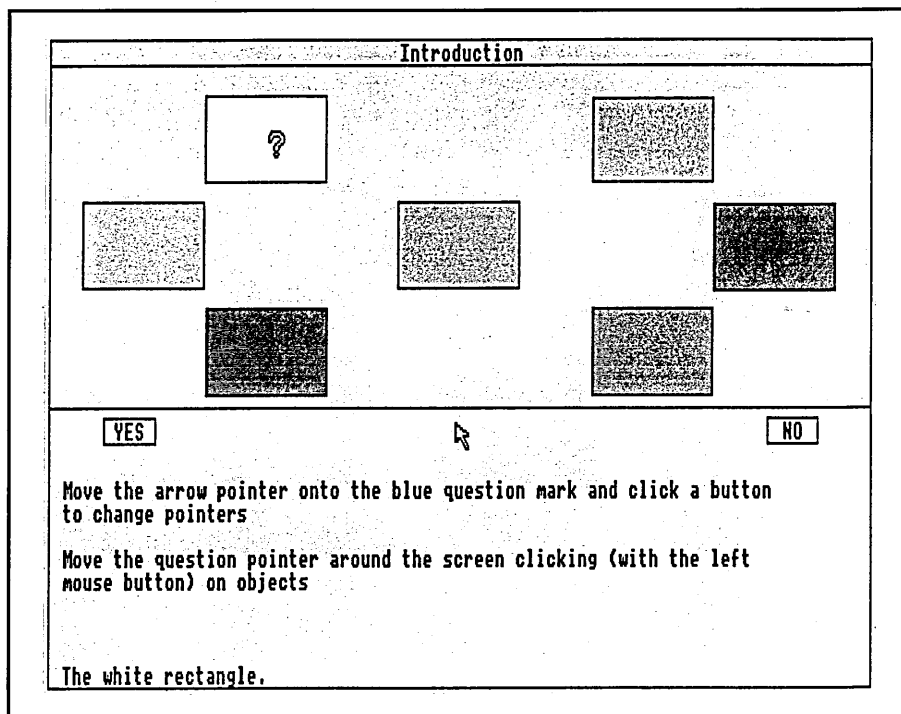 Introduction
?
YES
NO
Move the arrow pointer onto the blue question mark and click a button
to change pointers
Move the question pointer around the screen clicking (with the left
mouse button) on objects
The white rectangle.